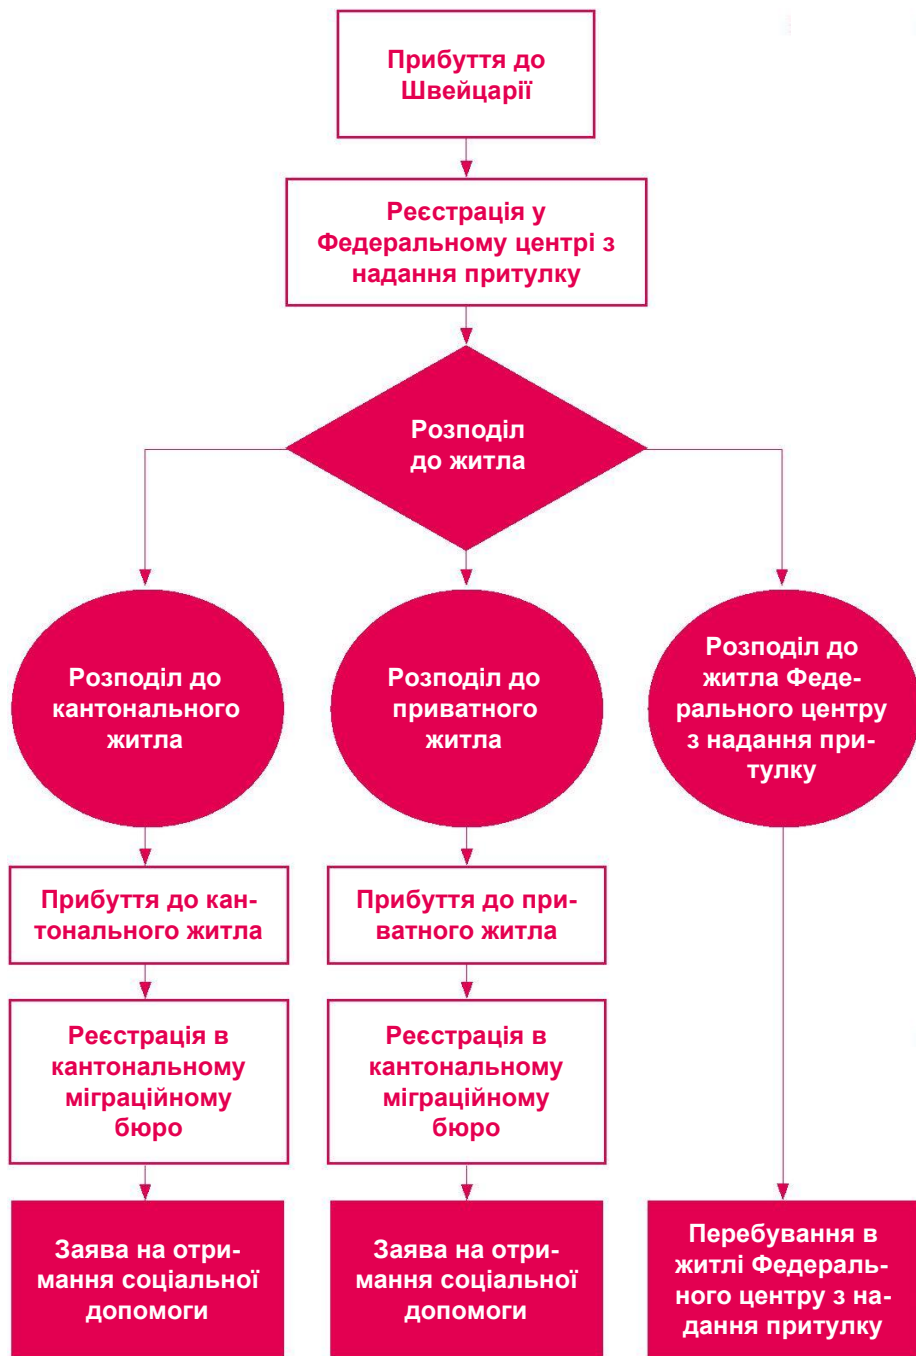 Прибуття до
Швейцарії
Реєстрація у
Федеральному центрі з
надання притулку
Розподіл
до житла
Розподіл до
кантонального
житла
Розподіл до
приватного
житла
Розподіл до
житла Феде-
рального центру
з надання при-
тулку
Прибуття до кан-
тонального житла
Прибуття до при-
ватного житла
Реєстрація в
кантональному
міграційному
бюро
Реєстрація в
кантональному
міграційному
бюро
Заява на отри-
мання соціальної
допомоги
Заява на отри-
мання соціальної
допомоги
Перебування в
житлі Федераль-
ного центру з на-
дання притулку